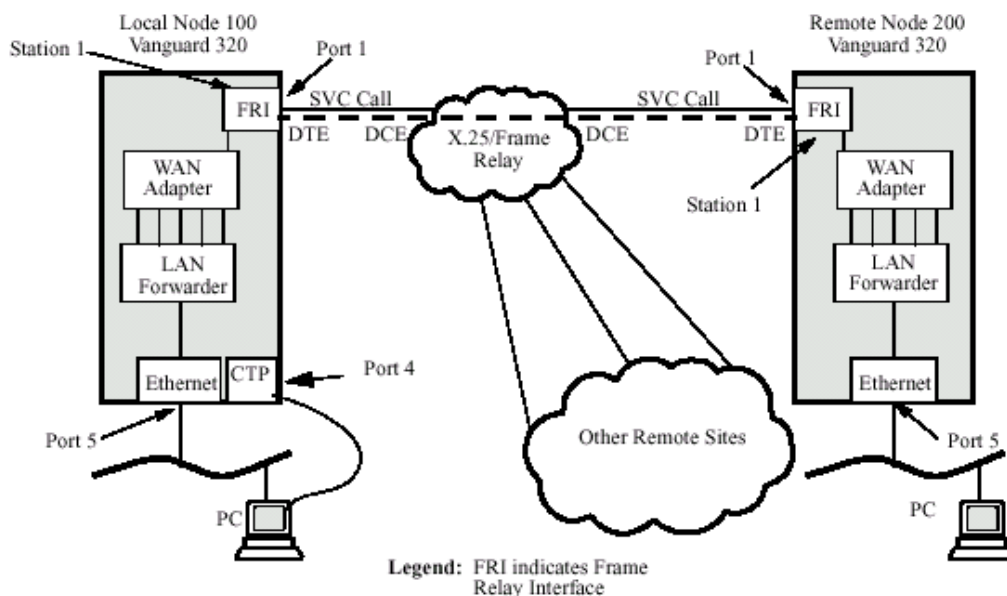 Local Node 100
Vanguard 320
Station 1
Port 1
FRI
SVC Call
DTE
DCE
X.25/Frame
Relay
SVC Call
DCE
DTE
Remote Node 200
Vanguard 320
Port 1
FRI
Station 1
WAN
Adapter
LAN
Forwarder
Ethernet
CTP
Port 4
Port 5
PC
WAN
Adapter
LAN
Forwarder
Ethernet
Port 5
PC
Other Remote Sites
Legend: FRI indicates Frame
Relay Interface